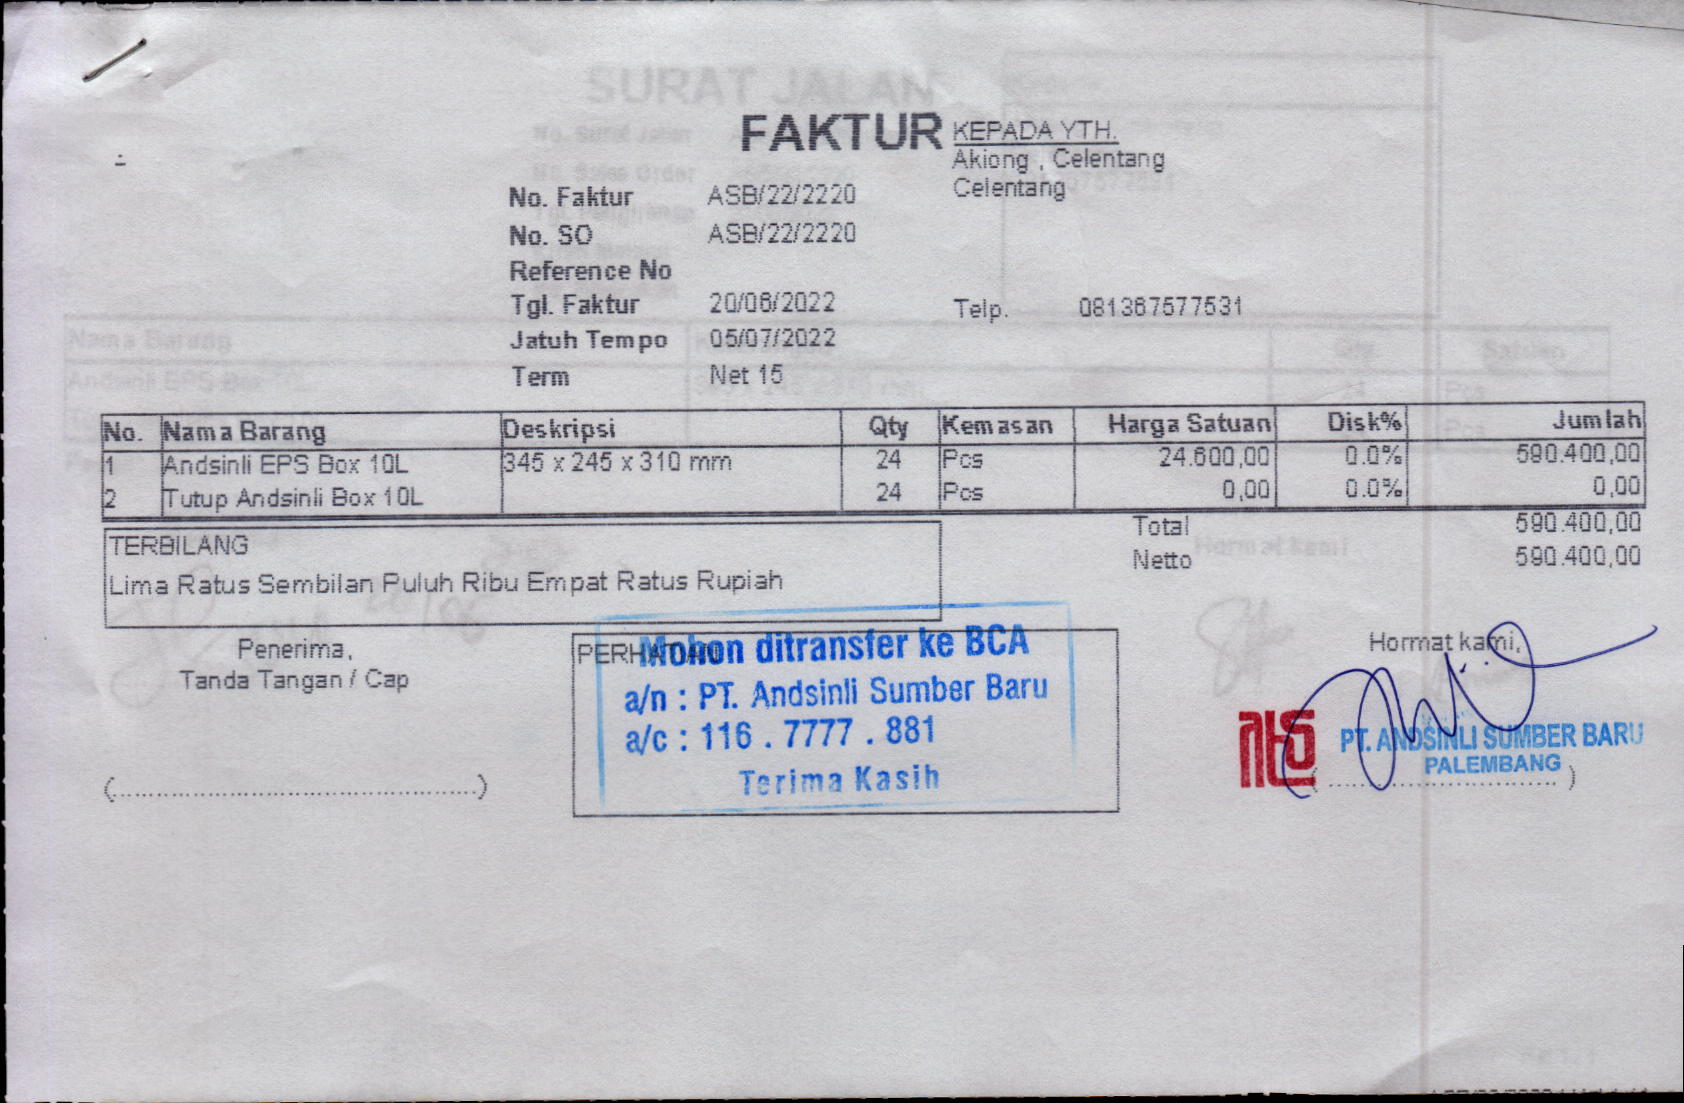 FAKTUR
KEPADA YTH.
Akiong , Celentang
Celentang
No. Faktur ASB/22/2220
No. SO ASB/22/2220
Reference No
Tgl. Faktur 20/06/2022
Telp. 081367577531
Jatuh Tempo 05/07/2022
Term Net 15
No. Nama Barang Deskripsi Qty Kemasan Harga Satuan Disk% Jumlah
1 Andsinli EPS Box 10L 345 x 245 x 310 mm 24 Pcs 24.600,00 0.0% 590.400,00
2 Tutup Andsinli Box 10L 24 Pcs 0,00 0.0% 0,00
Total 590.400,00
Netto 590.400,00
TERBILANG
Lima Ratus Sembilan Puluh Ribu Empat Ratus Rupiah
Penerima,
Tanda Tangan / Cap
(..............................................)
PERHATIAN
Mohon ditransfer ke BCA
a/n : PT. Andsinli Sumber Baru
a/c : 116 . 7777 . 881
Terima Kasih
Hormat kami,
PT. ANDSINLI SUMBER BARU
PALEMBANG
(..............................)
SURAT JALAN